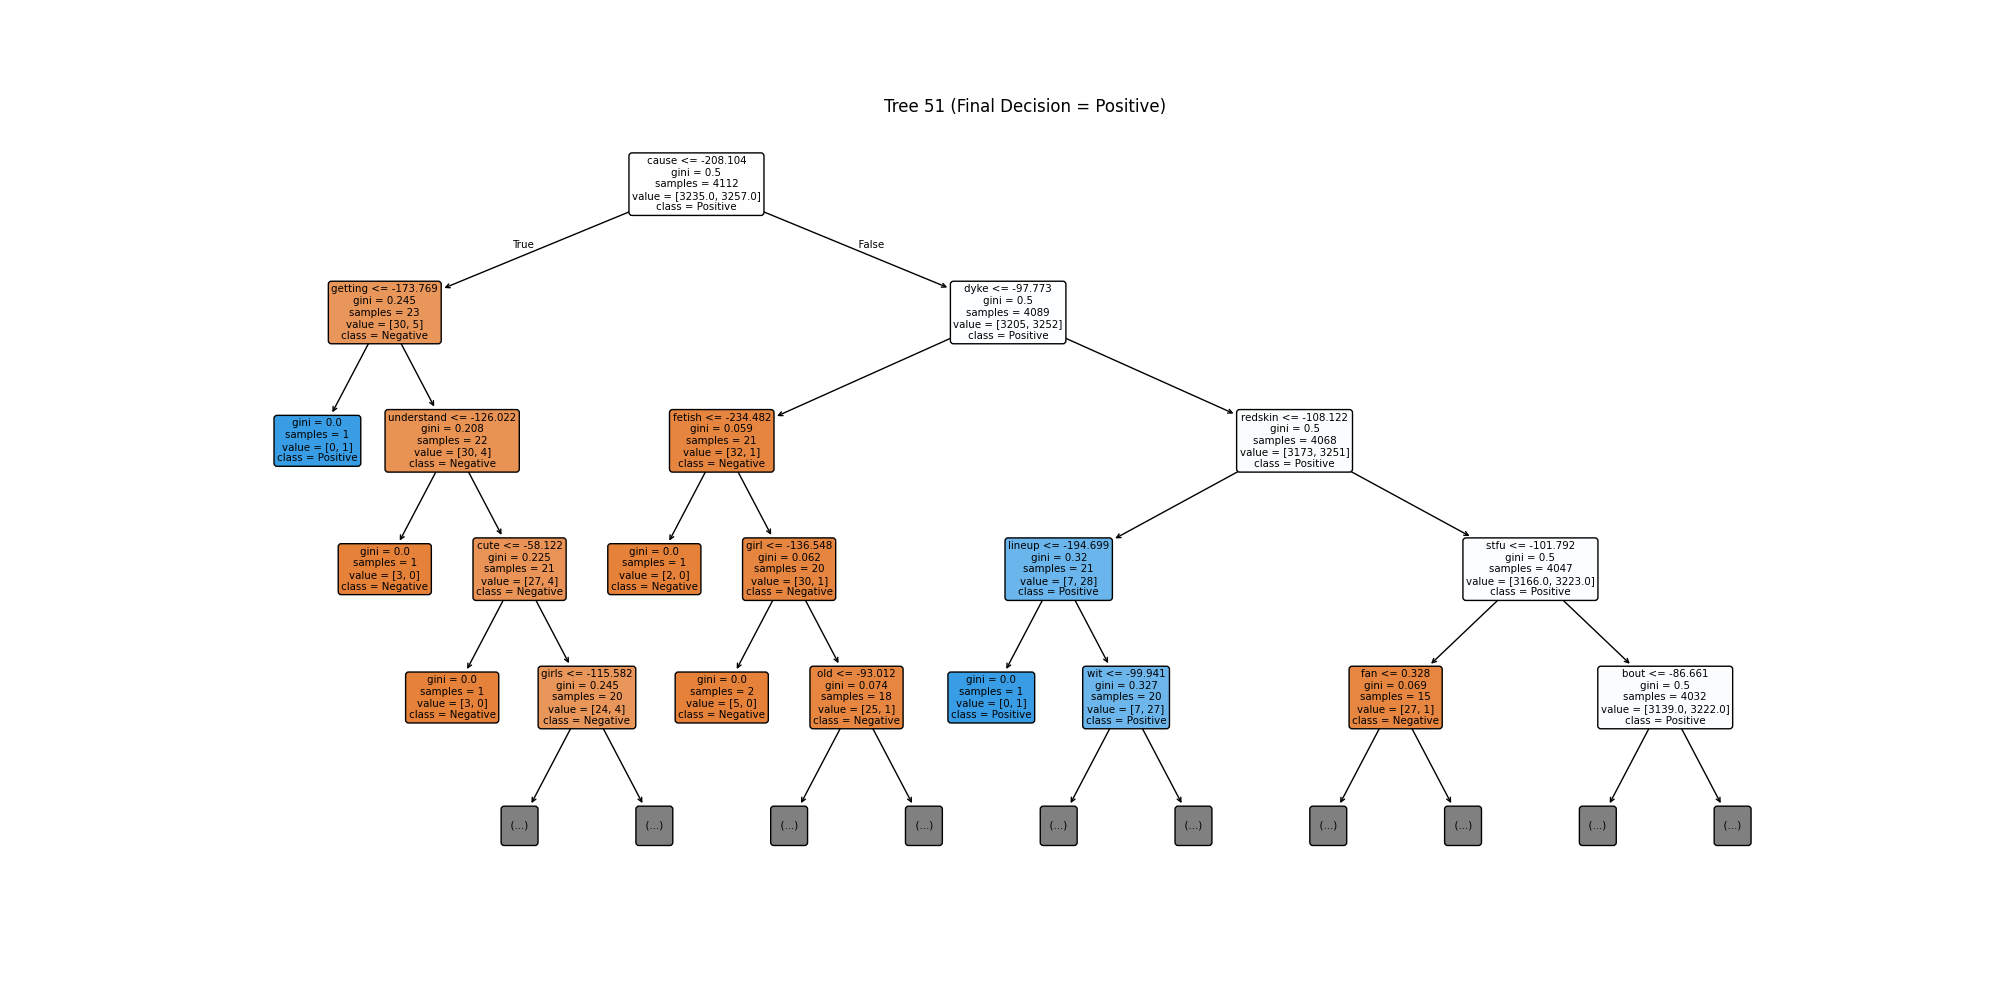 Tree 51 (Final Decision = Positive)
cause <= -208.104
gini = 0.5
samples = 4112
value = [3235.0, 3257.0]
class = Positive
True
False
getting <= -173.769
gini = 0.245
samples = 23
value = [30, 5]
class = Negative
dyke <= -97.773
gini = 0.5
samples = 4089
value = [3205, 3252]
class = Positive
gini = 0.0
samples = 1
value = [0, 1]
class = Positive
understand <= -126.022
gini = 0.208
samples = 22
value = [30, 4]
class = Negative
fetish <= -234.482
gini = 0.059
samples = 21
value = [32, 1]
class = Negative
redskin <= -108.122
gini = 0.5
samples = 4068
value = [3173, 3251]
class = Positive
gini = 0.0
samples = 1
value = [3, 0]
class = Negative
cute <= -58.122
gini = 0.225
samples = 21
value = [27, 4]
class = Negative
gini = 0.0
samples = 1
value = [2, 0]
class = Negative
girl <= -136.548
gini = 0.062
samples = 20
value = [30, 1]
class = Negative
lineup <= -194.699
gini = 0.32
samples = 21
value = [7, 28]
class = Positive
stfu <= -101.792
gini = 0.5
samples = 4047
value = [3166.0, 3223.0]
class = Positive
gini = 0.0
samples = 1
value = [3, 0]
class = Negative
girls <= -115.582
gini = 0.245
samples = 20
value = [24, 4]
class = Negative
gini = 0.0
samples = 2
value = [5, 0]
class = Negative
old <= -93.012
gini = 0.074
samples = 18
value = [25, 1]
class = Negative
gini = 0.0
samples = 1
value = [0, 1]
class = Positive
wit <= -99.941
gini = 0.327
samples = 20
value = [7, 27]
class = Positive
fan <= 0.328
gini = 0.069
samples = 15
value = [27, 1]
class = Negative
bout <= -86.661
gini = 0.5
samples = 4032
value = [3139.0, 3222.0]
class = Positive
(...)
(...)
(...)
(...)
(...)
(...)
(...)
(...)
(...)
(...)